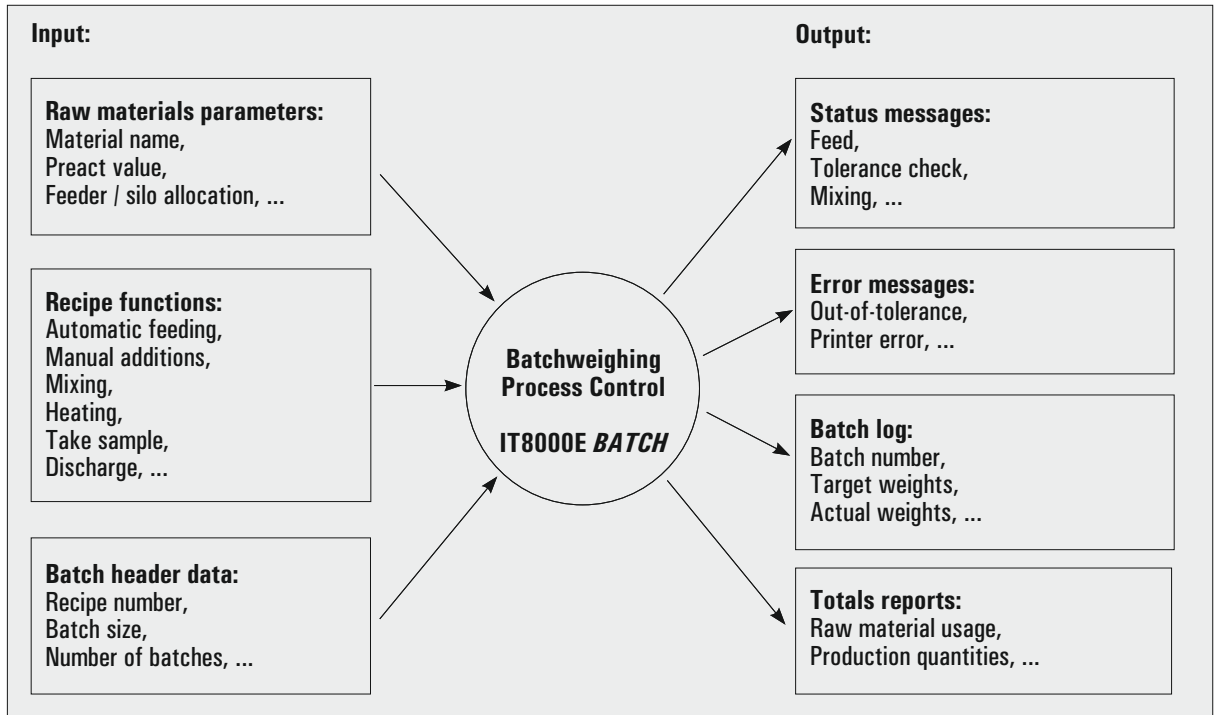 Input:
Raw materials parameters:
Material name,
Preact value,
Feeder / silo allocation, ...
Recipe functions:
Automatic feeding,
Manual additions,
Mixing,
Heating,
Take sample,
Discharge, ...
Batch header data:
Recipe number,
Batch size,
Number of batches, ...
Batchweighing
Process Control
IT8000E BATCH
Output:
Status messages:
Feed,
Tolerance check,
Mixing, ...
Error messages:
Out-of-tolerance,
Printer error, ...
Batch log:
Batch number,
Target weights,
Actual weights, ...
Totals reports:
Raw material usage,
Production quantities, ...